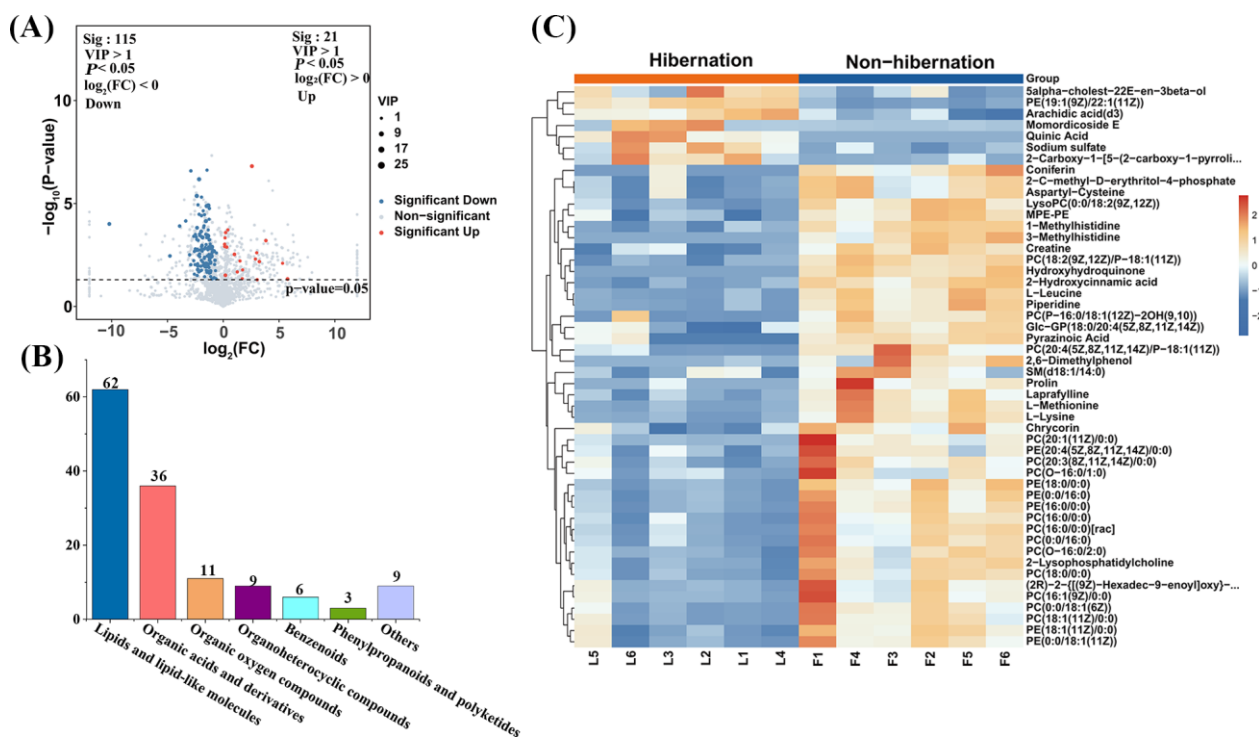 (A)
Sig : 115
VIP > 1
P< 0.05
log₂(FC) < 0
Down
Sig : 21
VIP > 1
P < 0.05
log₂(FC) > 0
Up
10
5
0
−log₁₀(P−value)
p−value=0.05
−10
−5
0.0
5
10
log₂(FC)
VIP
1
9
17
25
Significant Down
Non−significant
Significant Up
(B)
60
40
20
0
62
36
11
9
6
3
9
Lipids and lipid-like molecules
Organic acids and derivatives
Organic oxygen compounds
Organoheterocyclic compounds
Benzenoids
Phenylpropanoids and polyketides
Others
(C)
Hibernation
Non−hibernation
Group
5alpha−cholest−22E−en−3beta−ol
PE(19:1(9Z)/22:1(11Z))
Arachidic acid(d3)
Momordicoside E
Quinic Acid
Sodium sulfate
2−Carboxy−1−[5−(2−carboxy−1−pyrroli...
Coniferin
2−C−methyl−D−erythritol−4−phosphate
Aspartyl−Cysteine
LysoPC(0:0/18:2(9Z,12Z))
MPE−PE
1−Methylhistidine
3−Methylhistidine
Creatine
PC(18:2(9Z,12Z)/P−18:1(11Z))
Hydroxyhydroquinone
2−Hydroxycinnamic acid
L−Leucine
Piperidine
PC(P−16:0/18:1(12Z)−2OH(9,10))
Glc−GP(18:0/20:4(5Z,8Z,11Z,14Z))
Pyrazinoic Acid
PC(20:4(5Z,8Z,11Z,14Z)/P−18:1(11Z))
2,6−Dimethylphenol
SM(d18:1/14:0)
Prolin
Laprafylline
L−Methionine
L−Lysine
Chrycorin
PC(20:1(11Z)/0:0)
PE(20:4(5Z,8Z,11Z,14Z)/0:0)
PC(20:3(8Z,11Z,14Z)/0:0)
PC(O−16:0/1:0)
PE(18:0/0:0)
PE(0:0/16:0)
PE(16:0/0:0)
PC(16:0/0:0)
PC(16:0/0:0)[rac]
PC(0:0/16:0)
PC(O−16:0/2:0)
2−Lysophosphatidylcholine
PC(18:0/0:0)
(2R)−2−{[(9Z)−Hexadec−9−enoyl]oxy}−...
PC(16:1(9Z)/0:0)
PC(0:0/18:1(6Z))
PC(18:1(11Z)/0:0)
PE(18:1(11Z)/0:0)
PE(0:0/18:1(11Z))
L5
L6
L3
L2
L1
L4
F1
F4
F3
F2
F5
F6
2
1
0
−1
−2